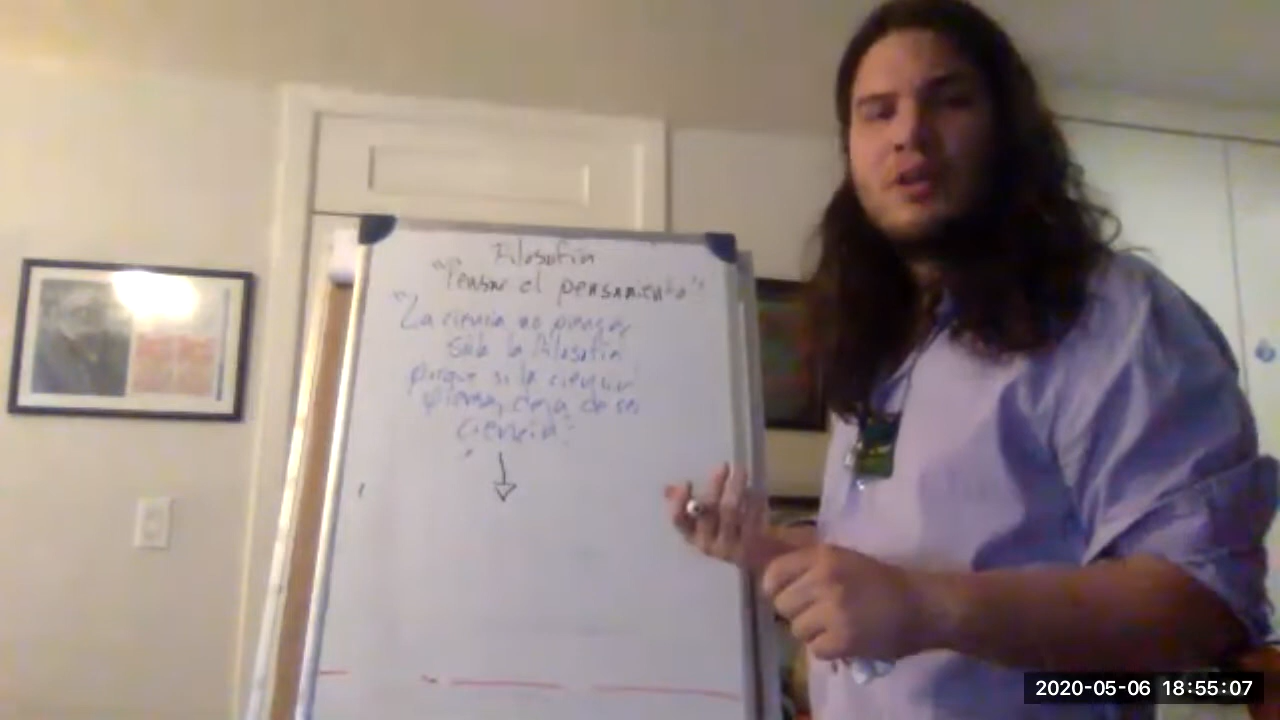 Filosofía
"Pensar el pensamiento"
"La ciencia no piensa,
sólo la filosofía
porque si la ciencia
piensa, deja de ser
ciencia"
2020-05-06 18:55:07